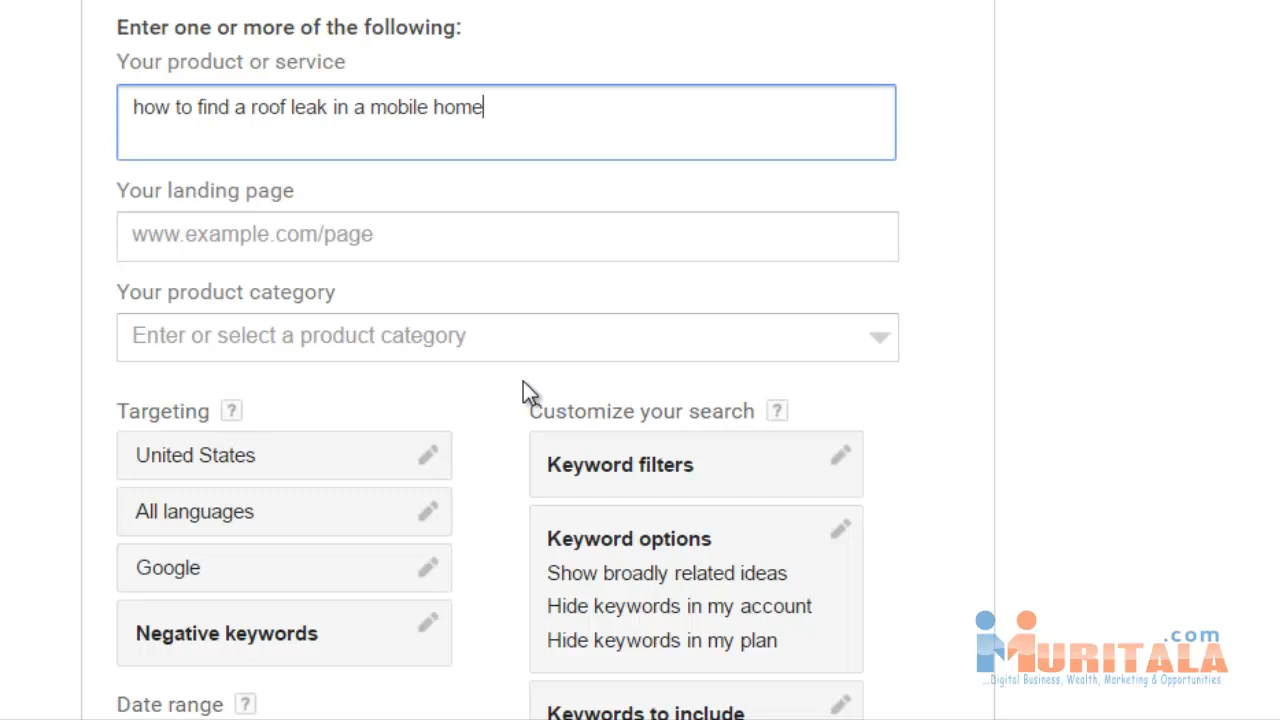 Enter one or more of the following:
Your product or service
how to find a roof leak in a mobile home
Your landing page
www.example.com/page
Your product category
Enter or select a product category
Targeting ?
Customize your search ?
United States
All languages
Google
Negative keywords
Date range ?
Keyword filters
Keyword options
Show broadly related ideas
Hide keywords in my account
Hide keywords in my plan
Keywords to include
MURITALA.com
...Digital Business, Wealth, Marketing & Opportunities.